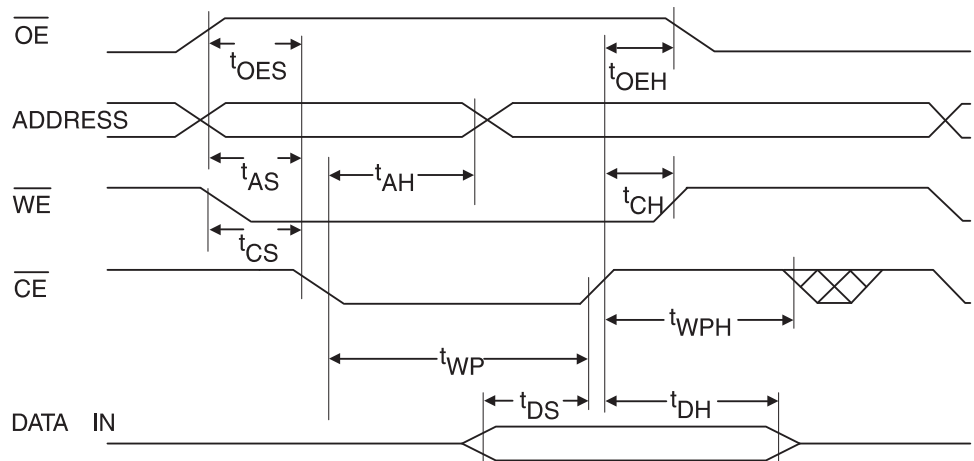 OE
tOES
tOEH
ADDRESS
tAS
tAH
WE
tCH
tCS
CE
tWPH
tWP
tDS
tDH
DATA IN